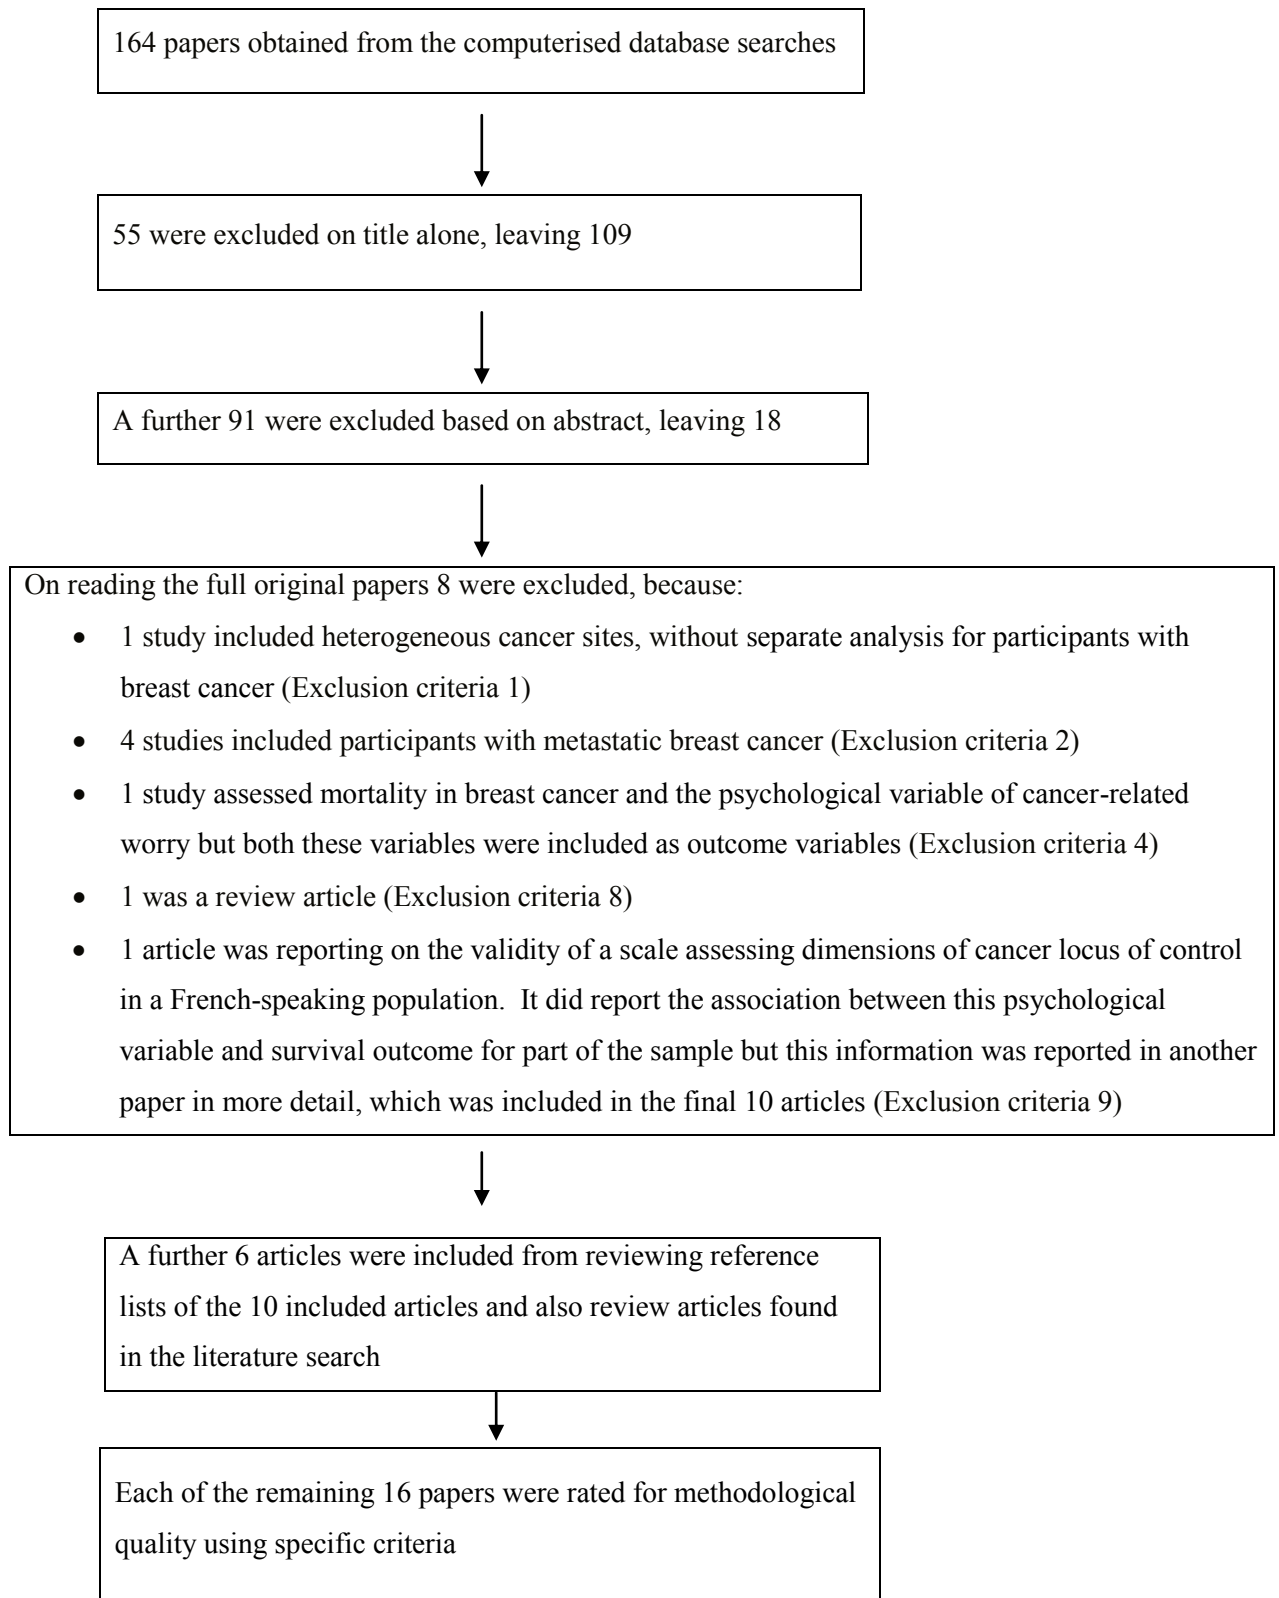 164 papers obtained from the computerised database searches
55 were excluded on title alone, leaving 109
A further 91 were excluded based on abstract, leaving 18
On reading the full original papers 8 were excluded, because:
• 1 study included heterogeneous cancer sites, without separate analysis for participants with
breast cancer (Exclusion criteria 1)
• 4 studies included participants with metastatic breast cancer (Exclusion criteria 2)
• 1 study assessed mortality in breast cancer and the psychological variable of cancer-related
worry but both these variables were included as outcome variables (Exclusion criteria 4)
• 1 was a review article (Exclusion criteria 8)
• 1 article was reporting on the validity of a scale assessing dimensions of cancer locus of control
in a French-speaking population.  It did report the association between this psychological
variable and survival outcome for part of the sample but this information was reported in another
paper in more detail, which was included in the final 10 articles (Exclusion criteria 9)
A further 6 articles were included from reviewing reference
lists of the 10 included articles and also review articles found
in the literature search
Each of the remaining 16 papers were rated for methodological
quality using specific criteria